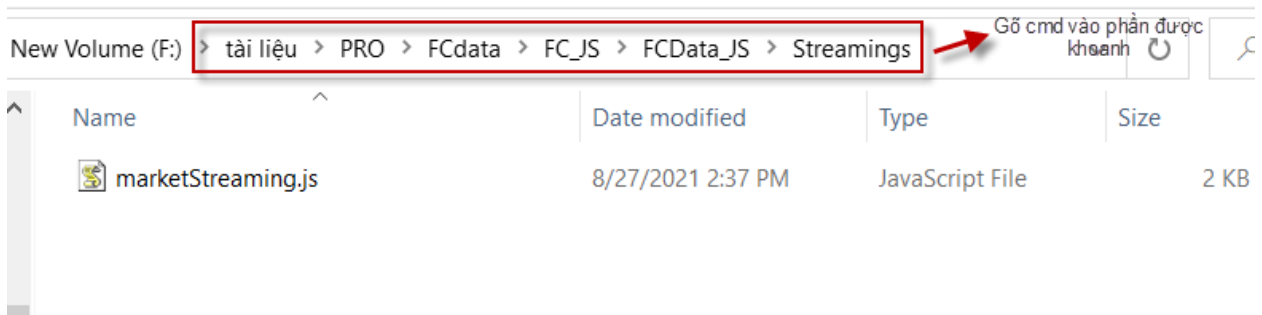 Gõ cmd vào phần được
khoanh
New Volume (F:) > tài liệu > PRO > FCdata > FC_JS > FCData_JS > Streamings
Name Date modified Type Size
marketStreaming.js 8/27/2021 2:37 PM JavaScript File 2 KB